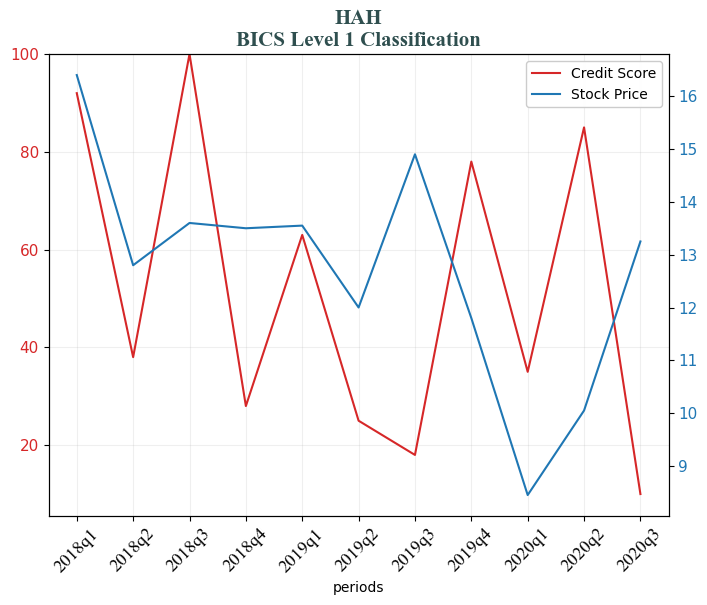 HAH
BICS Level 1 Classification
Credit Score
Stock Price
100
80
60
40
20
16
15
14
13
12
11
10
9
2018q1
2018q2
2018q3
2018q4
2019q1
2019q2
2019q3
2019q4
2020q1
2020q2
2020q3
periods